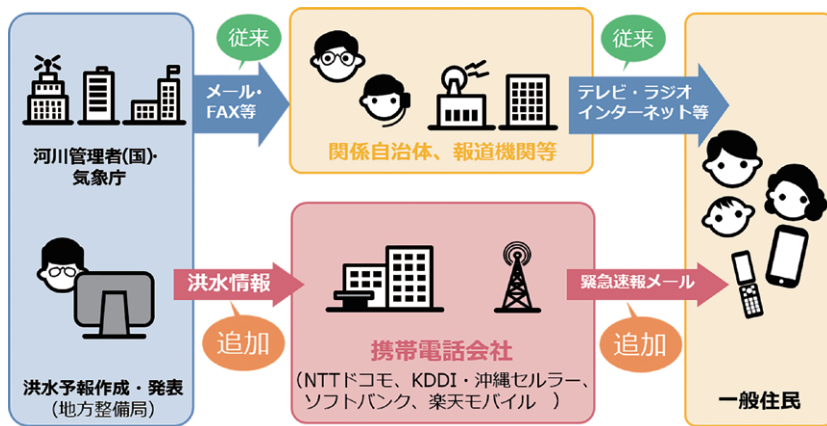 従来
従来
メール・
FAX等
テレビ・ラジオ
インターネット等
河川管理者(国)・
気象庁
関係自治体、報道機関等
洪水情報
緊急速報メール
追加
追加
携帯電話会社
（NTTドコモ、KDDI・沖縄セルラー、
ソフトバンク、楽天モバイル　）
洪水予報作成・発表
(地方整備局)
一般住民